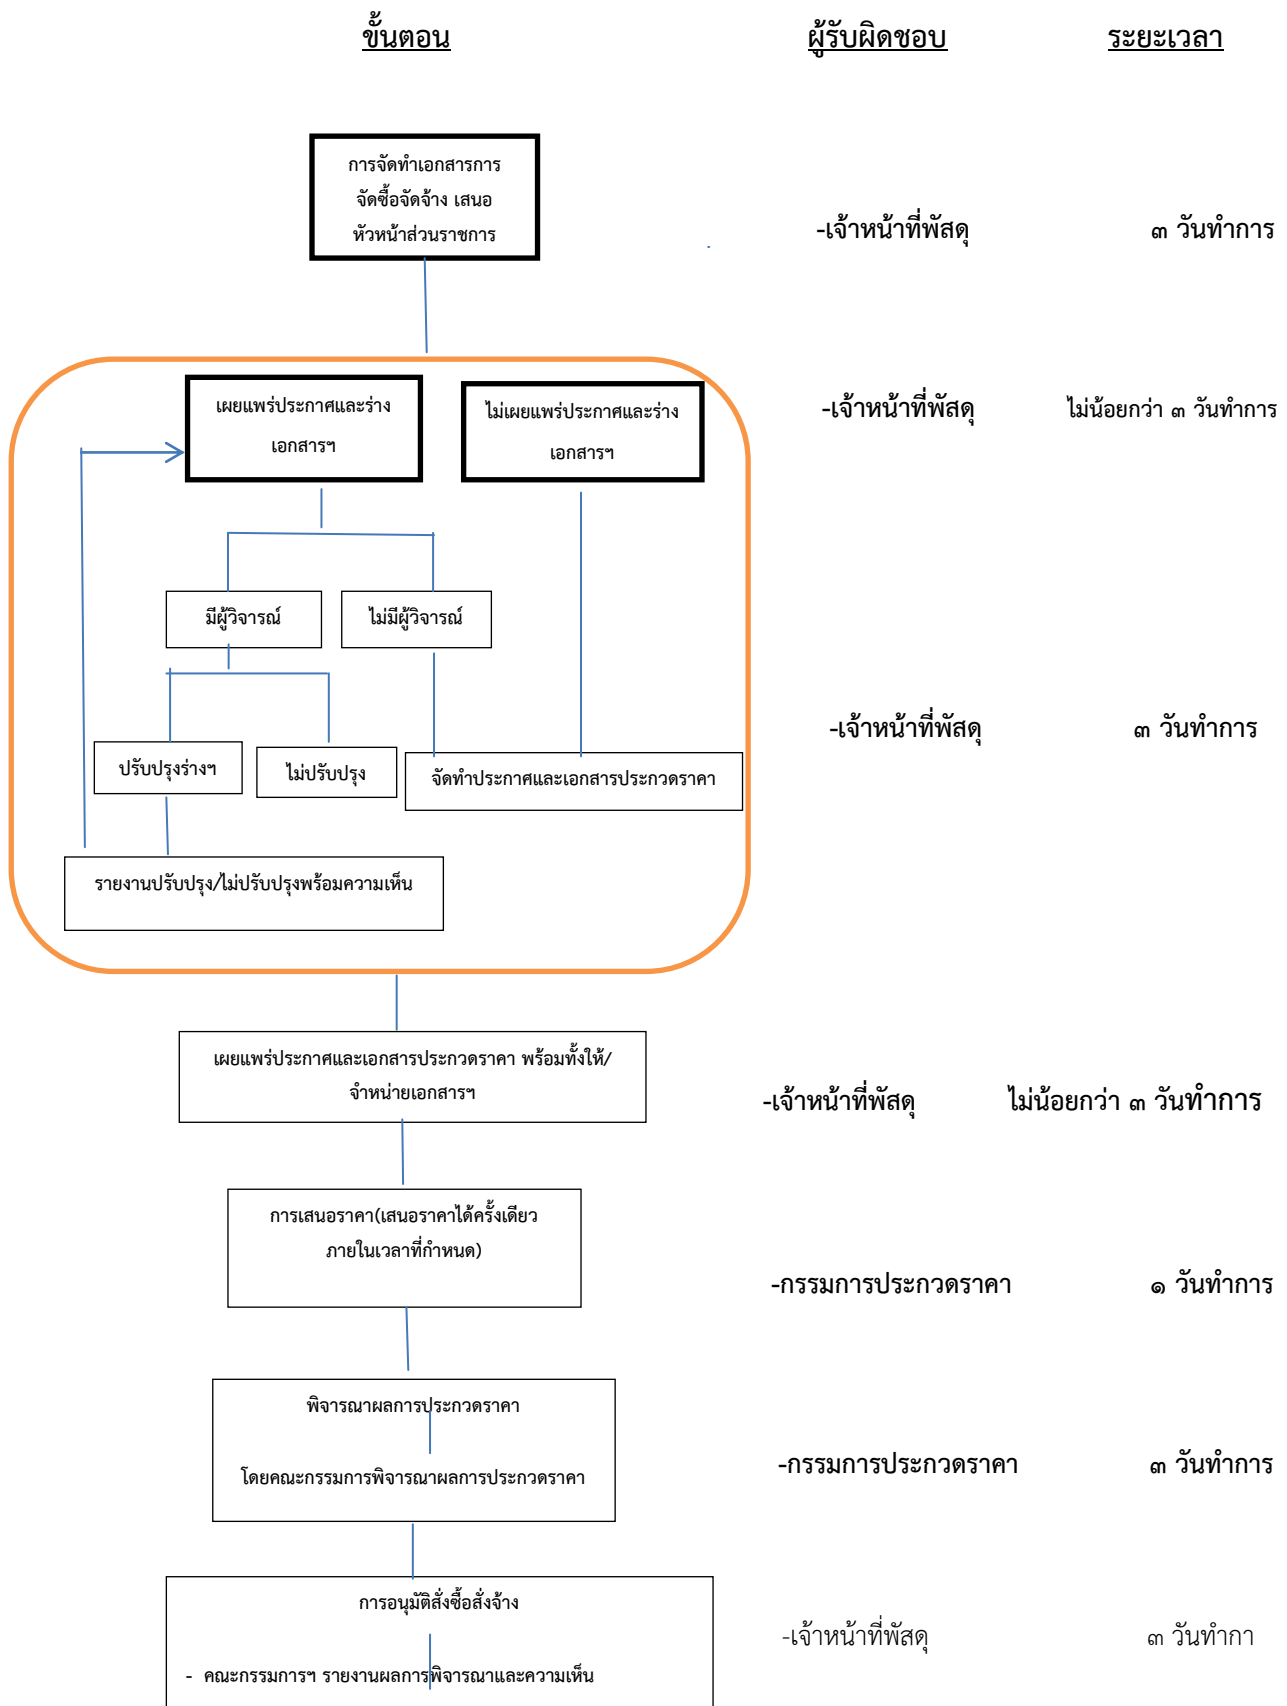 ขั้นตอน ผู้รับผิดชอบ ระยะเวลา
การจัดทำเอกสารการ
จัดซื้อจัดจ้าง เสนอ
หัวหน้าส่วนราชการ
-เจ้าหน้าที่พัสดุ ๓ วันทำการ
เผยแพร่ประกาศและร่าง
เอกสารฯ
ไม่เผยแพร่ประกาศและร่าง
เอกสารฯ
-เจ้าหน้าที่พัสดุ ไม่น้อยกว่า ๓ วันทำการ
มีผู้วิจารณ์
ไม่มีผู้วิจารณ์
-เจ้าหน้าที่พัสดุ ๓ วันทำการ
ปรับปรุงร่างฯ
ไม่ปรับปรุง
จัดทำประกาศและเอกสารประกวดราคา
รายงานปรับปรุง/ไม่ปรับปรุงพร้อมความเห็น
เผยแพร่ประกาศและเอกสารประกวดราคา พร้อมทั้งให้/
จำหน่ายเอกสารฯ
-เจ้าหน้าที่พัสดุ ไม่น้อยกว่า ๓ วันทำการ
การเสนอราคา(เสนอราคาได้ครั้งเดียว
ภายในเวลาที่กำหนด)
-กรรมการประกวดราคา ๑ วันทำการ
พิจารณาผลการประกวดราคา
โดยคณะกรรมการพิจารณาผลการประกวดราคา
-กรรมการประกวดราคา ๓ วันทำการ
การอนุมัติสั่งซื้อสั่งจ้าง
-เจ้าหน้าที่พัสดุ ๓ วันทำกา
- คณะกรรมการฯ รายงานผลการพิจารณาและความเห็น